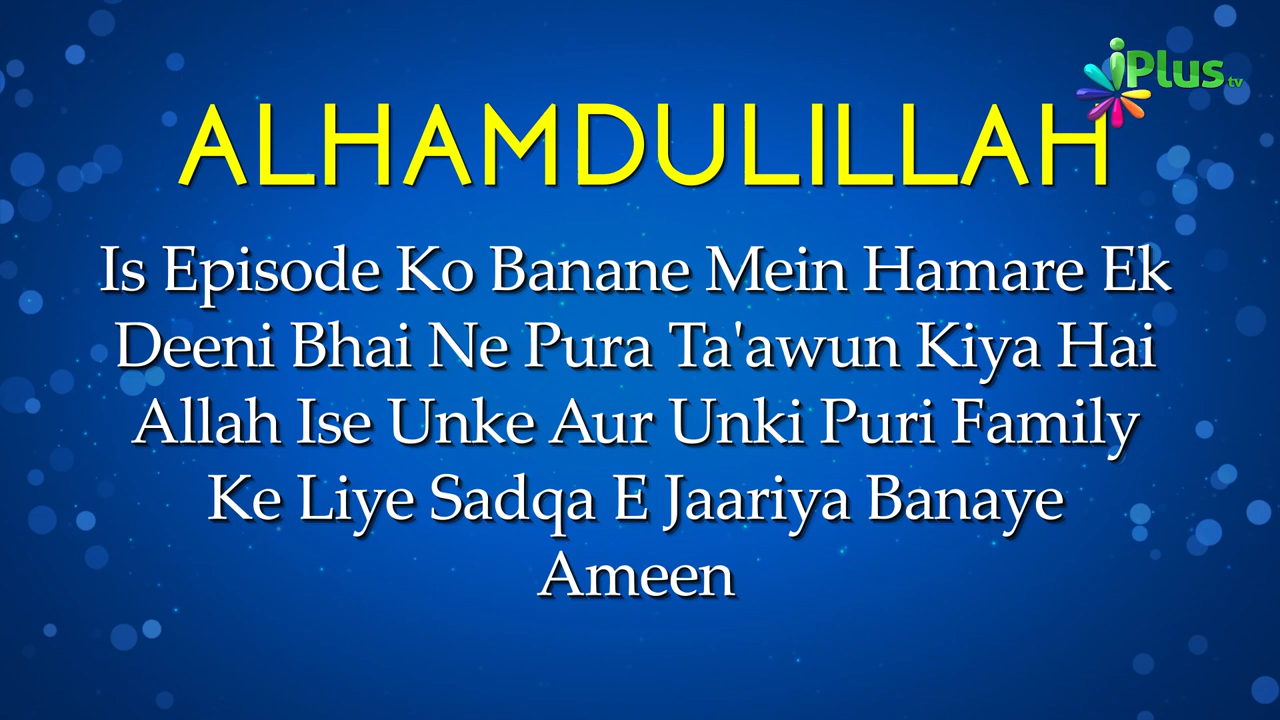 iPlus tv
ALHAMDULILLAH
Is Episode Ko Banane Mein Hamare Ek
Deeni Bhai Ne Pura Ta'awun Kiya Hai
Allah Ise Unke Aur Unki Puri Family
Ke Liye Sadqa E Jaariya Banaye
Ameen